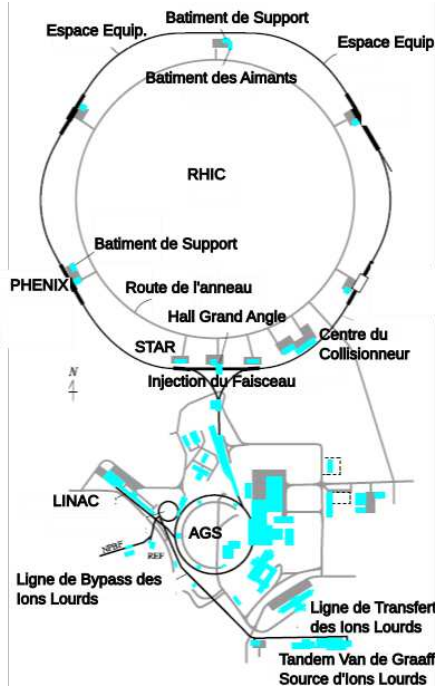 Batiment de Support
Espace Equip.
Espace Equip
Batiment des Aimants
RHIC
Batiment de Support
PHENIX
Route de l'anneau
Hall Grand Angle
STAR
Centre du
Collisionneur
Injection du Faisceau
N
LINAC
AGS
NPBF
REF
Ligne de Bypass des
Ions Lourds
Ligne de Transfert
des Ions Lourds
Tandem Van de Graaff
Source d'Ions Lourds